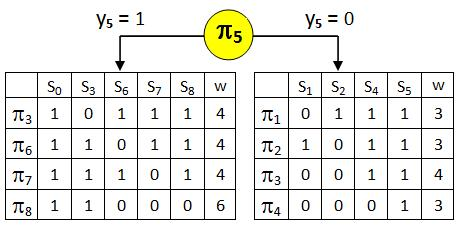 y₅ = 1 π₅ y₅ = 0
S₀ S₃ S₆ S₇ S₈ w
π₃ 1 0 1 1 1 4
π₆ 1 1 0 1 1 4
π₇ 1 1 1 0 1 4
π₈ 1 1 0 0 0 6
S₁ S₂ S₄ S₅ w
π₁ 0 1 1 1 3
π₂ 1 0 1 1 3
π₃ 0 0 1 1 4
π₄ 0 0 0 1 3